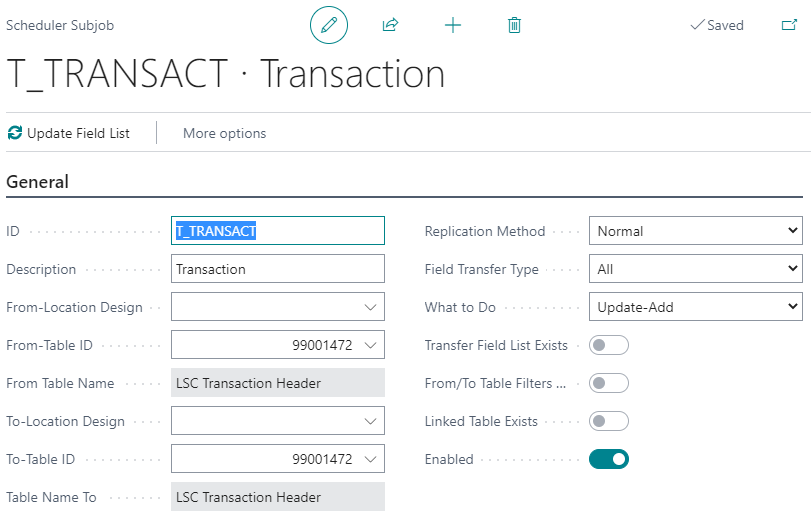 Scheduler Subjob
Saved
T_TRANSACT · Transaction
Update Field List
More options
General
ID
T_TRANSACT
Description
Transaction
From-Location Design
From-Table ID
99001472
From Table Name
LSC Transaction Header
To-Location Design
To-Table ID
99001472
Table Name To
LSC Transaction Header
Replication Method
Normal
Field Transfer Type
All
What to Do
Update-Add
Transfer Field List Exists
From/To Table Filters ...
Linked Table Exists
Enabled